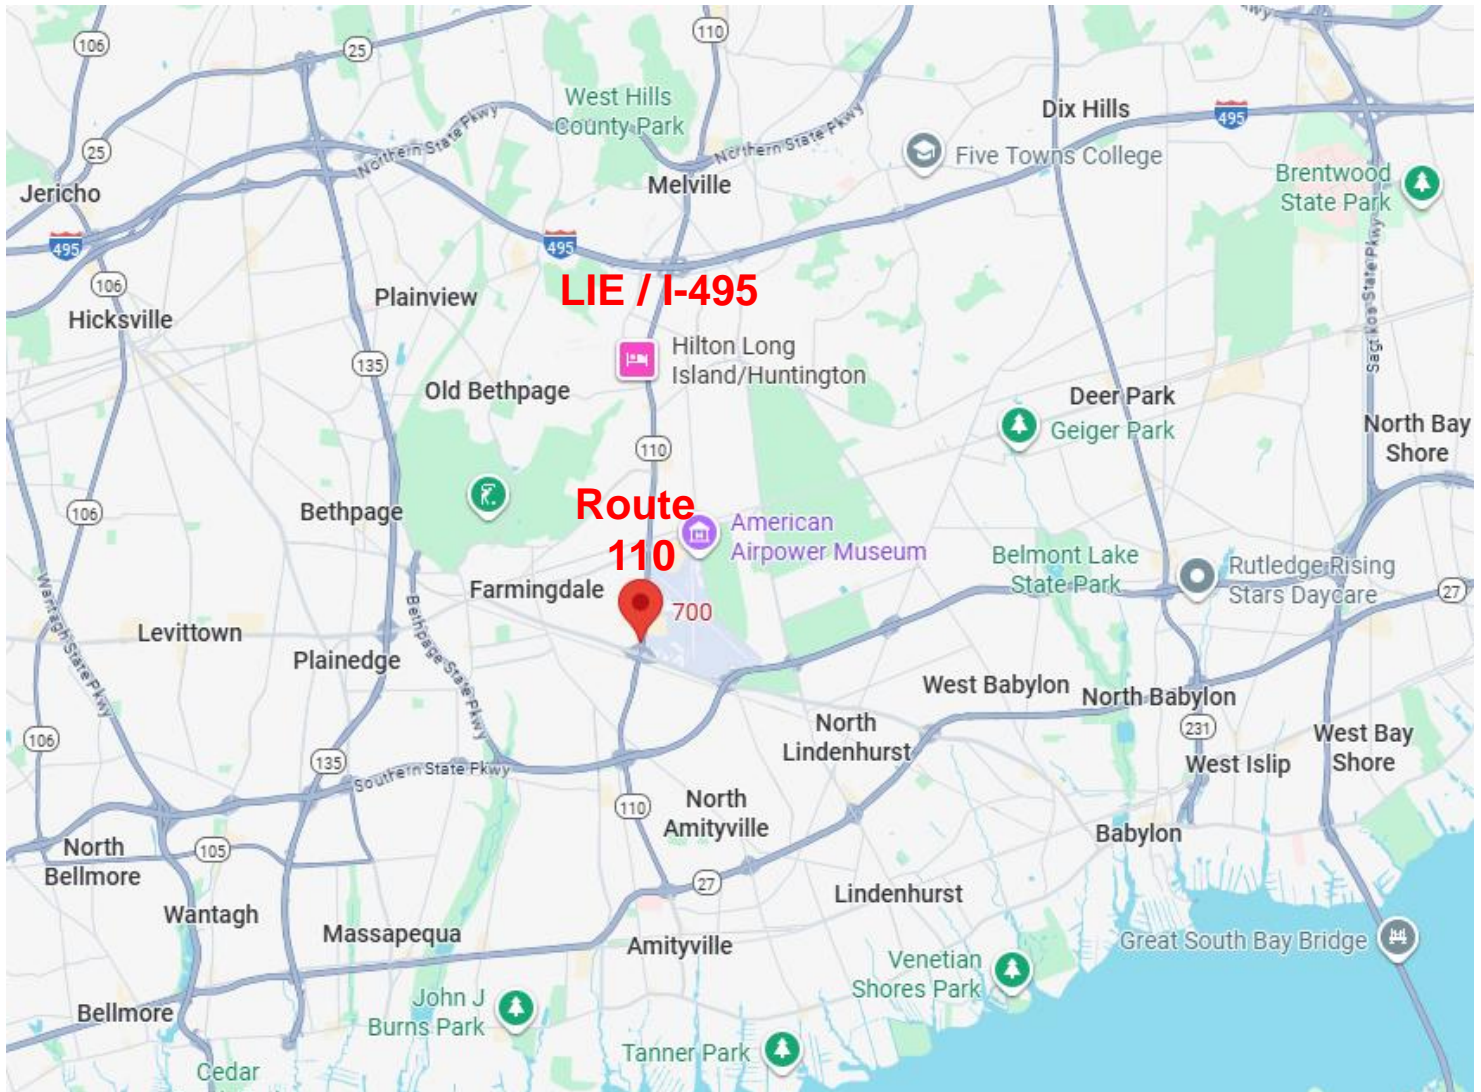 106
25
110
Northern State Pkwy
West Hills
County Park
Northern State Pkwy
Dix Hills
495
25
Five Towns College
Jericho
Melville
Brentwood
State Park
495
495
106
Plainview
LIE / I-495
Hicksville
Hilton Long
Island/Huntington
135
Old Bethpage
Deer Park
Geiger Park
North Bay
Shore
110
106
Bethpage
Route
110
American
Airpower Museum
Belmont Lake
State Park
Rutledge Rising
Stars Daycare
27
Farmingdale
700
Wantagh State Pkwy
Bethpage State Pkwy
Levittown
Plainedge
West Babylon
North Babylon
North
Lindenhurst
231
West Bay
Shore
106
135
Southern State Pkwy
West Islip
110
North
Amityville
Babylon
North
Bellmore
105
27
Lindenhurst
Wantagh
Massapequa
Amityville
Great South Bay Bridge
Venetian
Shores Park
Bellmore
John J
Burns Park
Tanner Park
Cedar